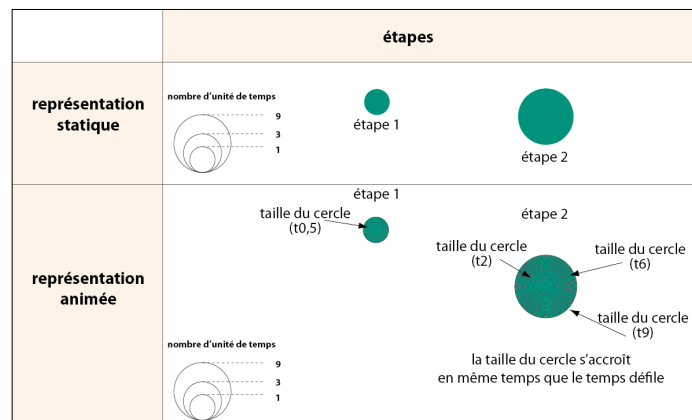 étapes
représentation
statique
nombre d'unité de temps
9
3
1
étape 1
étape 2
représentation
animée
étape 1
taille du cercle
(t0,5)
étape 2
taille du cercle
(t2)
taille du cercle
(t6)
taille du cercle
(t9)
nombre d'unité de temps
9
3
1
la taille du cercle s'accroît
en même temps que le temps défile